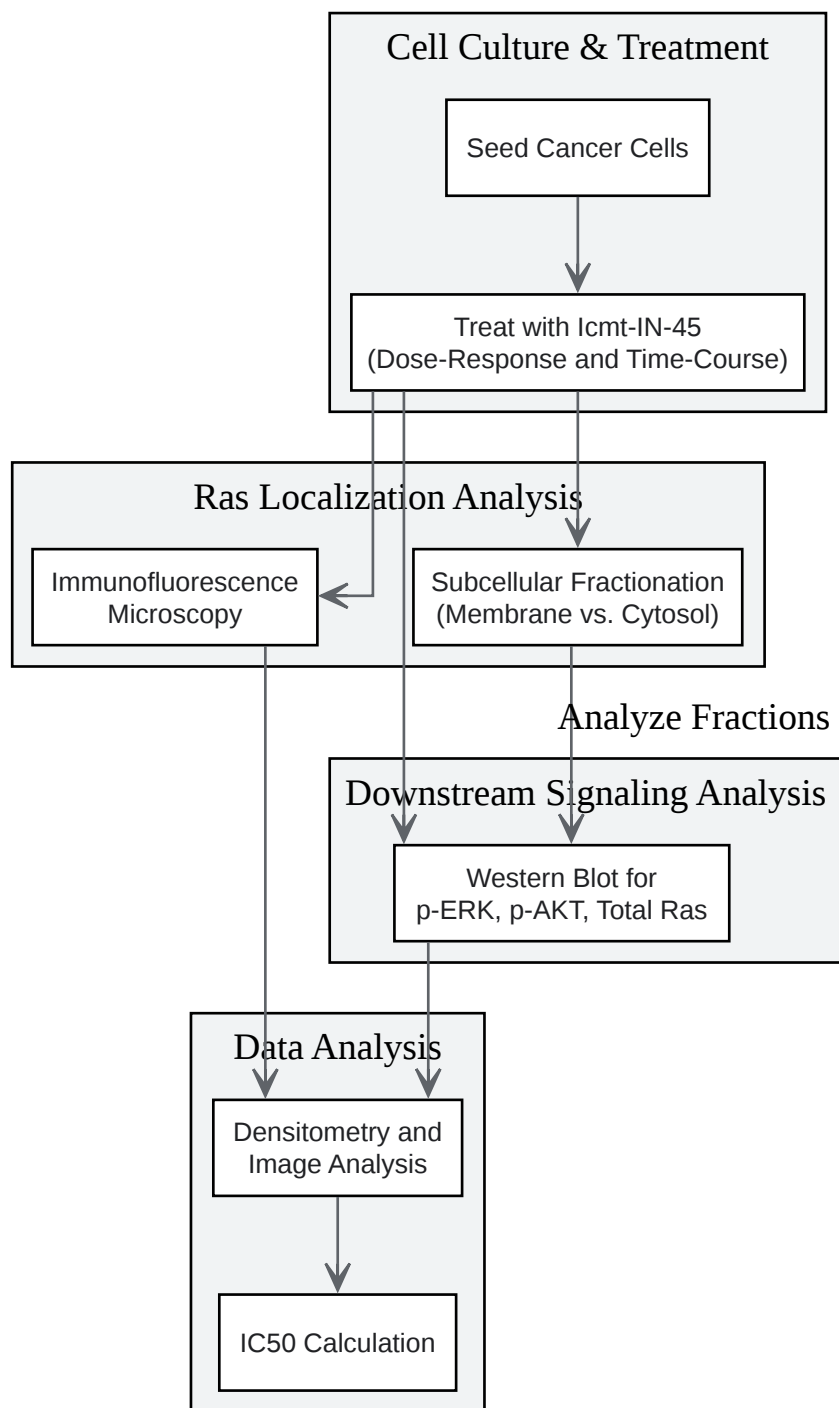 Cell Culture & Treatment
Seed Cancer Cells
Treat with Icmt-IN-45
(Dose-Response and Time-Course)
Ras Localization Analysis
Immunofluorescence
Microscopy
Subcellular Fractionation
(Membrane vs. Cytosol)
Analyze Fractions
Downstream Signaling Analysis
Western Blot for
p-ERK, p-AKT, Total Ras
Data Analysis
Densitometry and
Image Analysis
IC50 Calculation